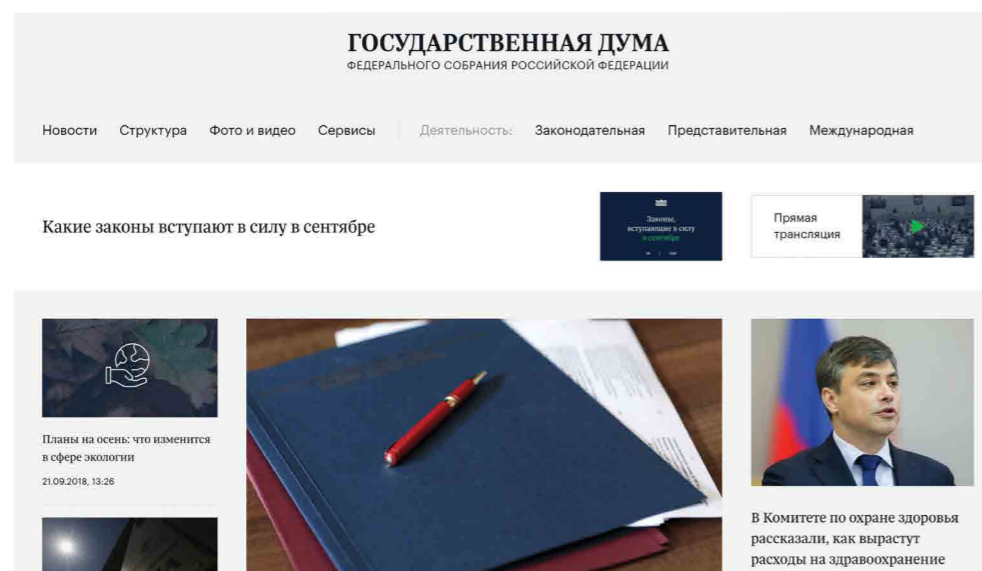 ГОСУДАРСТВЕННАЯ ДУМА
ФЕДЕРАЛЬНОГО СОБРАНИЯ РОССИЙСКОЙ ФЕДЕРАЦИИ
Новости Структура Фото и видео Сервисы Деятельность: Законодательная Представительная Международная
Какие законы вступают в силу в сентябре
Законы,
вступающие в силу
в сентябре
Прямая
трансляция
Планы на осень: что изменится
в сфере экологии
21.09.2018, 13:26
В Комитете по охране здоровья
рассказали, как вырастут
расходы на здравоохранение